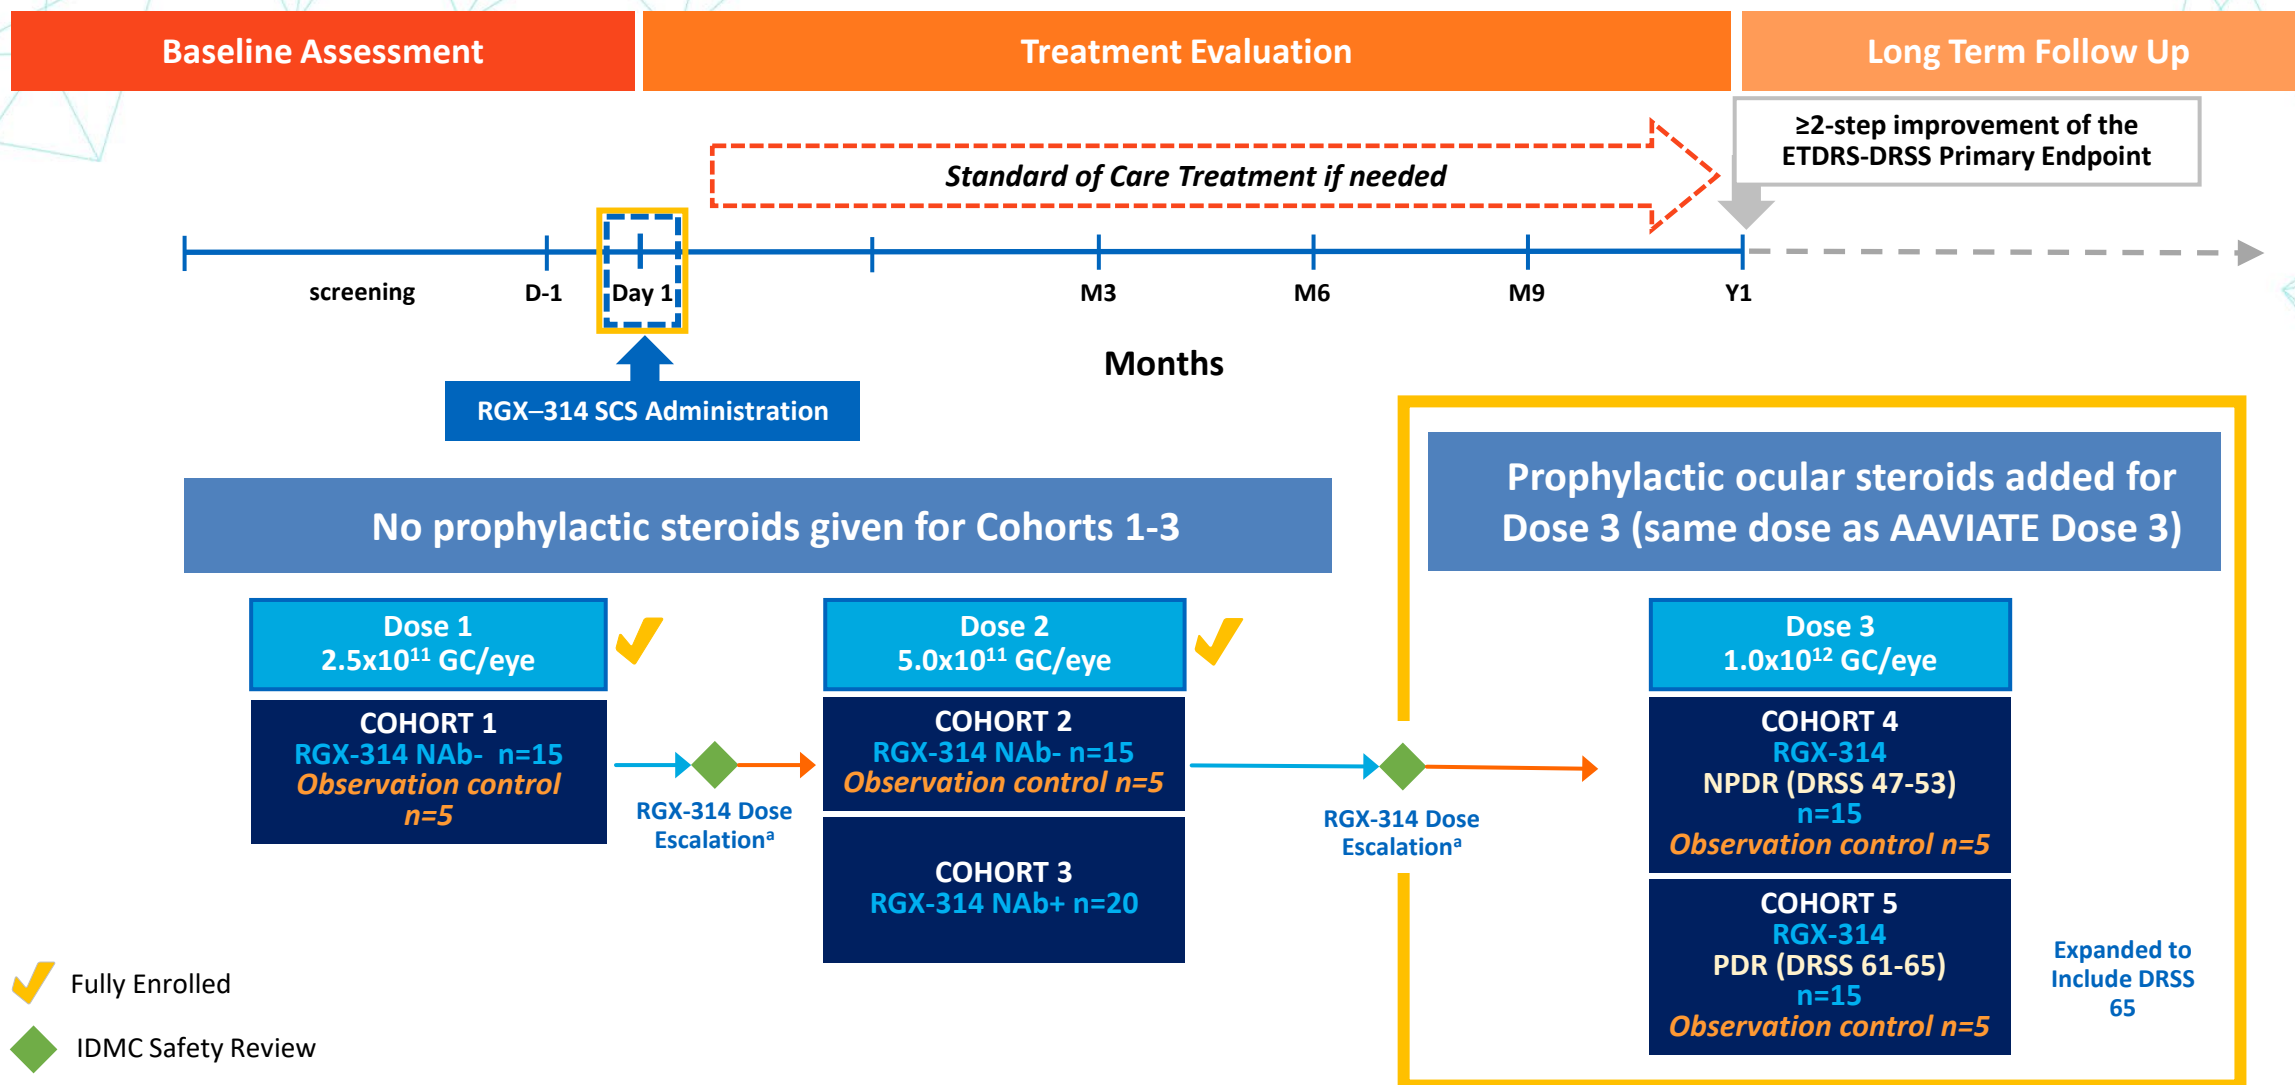 Baseline Assessment
Treatment Evaluation
Long Term Follow Up
≥2-step improvement of the
ETDRS-DRSS Primary Endpoint
Standard of Care Treatment if needed
screening
D-1
Day 1
M3
M6
M9
Y1
Months
RGX–314 SCS Administration
No prophylactic steroids given for Cohorts 1-3
Prophylactic ocular steroids added for
Dose 3 (same dose as AAVIATE Dose 3)
Dose 1
2.5x10¹¹ GC/eye
COHORT 1
RGX-314 NAb- n=15
Observation control
n=5
RGX-314 Dose
Escalationᵃ
Dose 2
5.0x10¹¹ GC/eye
COHORT 2
RGX-314 NAb- n=15
Observation control n=5
COHORT 3
RGX-314 NAb+ n=20
RGX-314 Dose
Escalationᵃ
Dose 3
1.0x10¹² GC/eye
COHORT 4
RGX-314
NPDR (DRSS 47-53)
n=15
Observation control n=5
COHORT 5
RGX-314
PDR (DRSS 61-65)
n=15
Observation control n=5
Expanded to
Include DRSS
65
Fully Enrolled
IDMC Safety Review